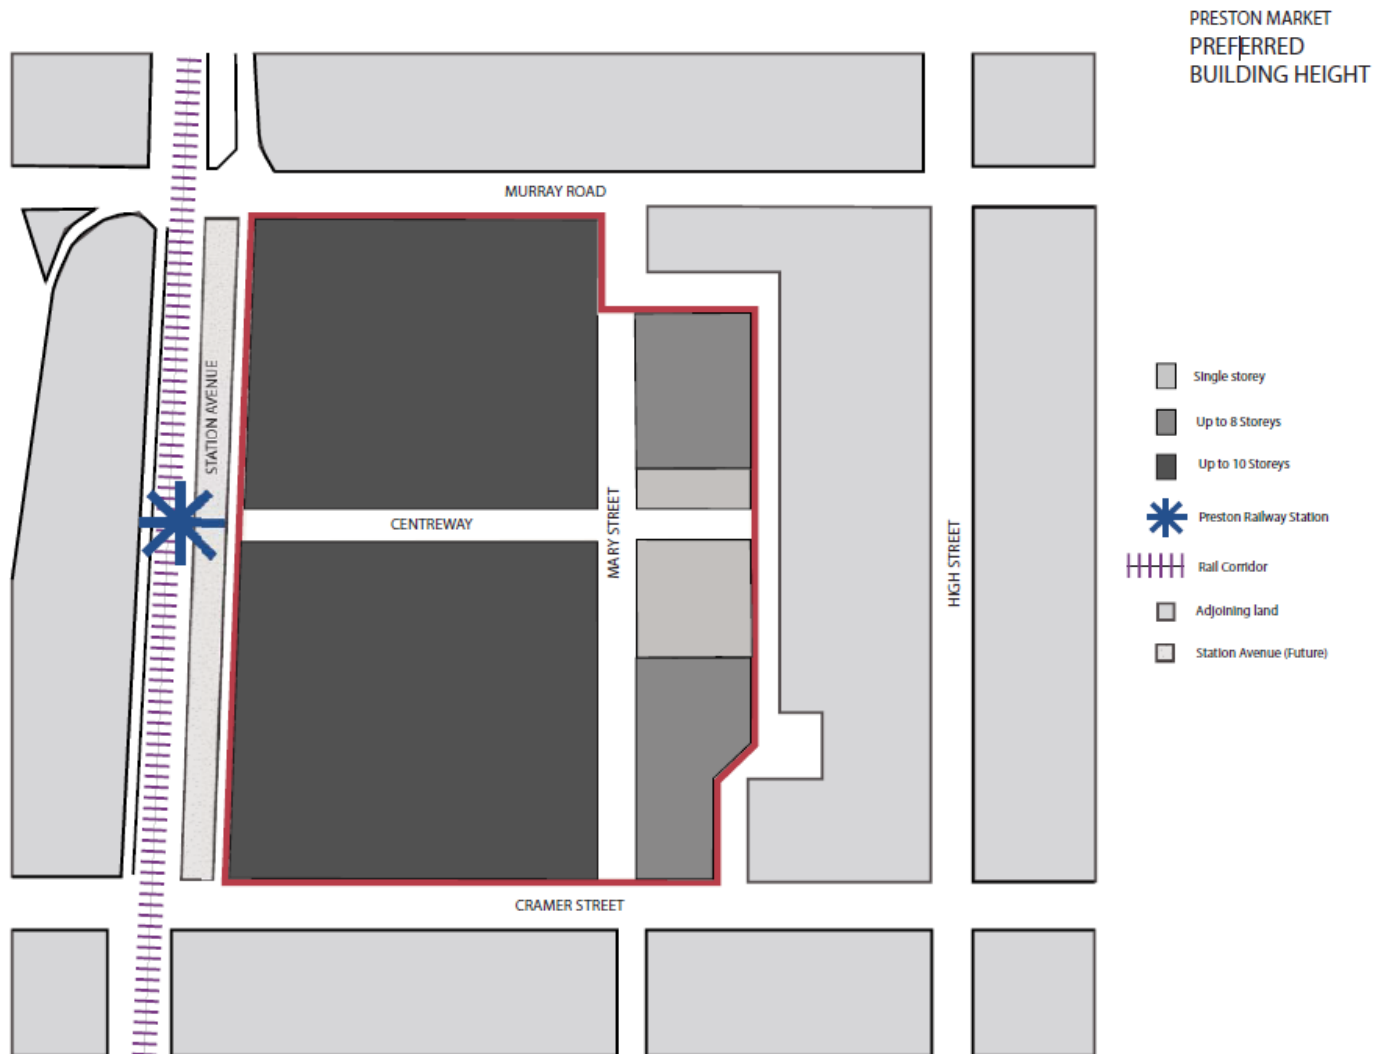 PRESTON MARKET
PREFERRED
BUILDING HEIGHT
MURRAY ROAD
STATION AVENUE
CENTREWAY
MARY STREET
HIGH STREET
CRAMER STREET
Single storey
Up to 8 Storeys
Up to 10 Storeys
Preston Railway Station
Rail Corridor
Adjoining land
Station Avenue (Future)